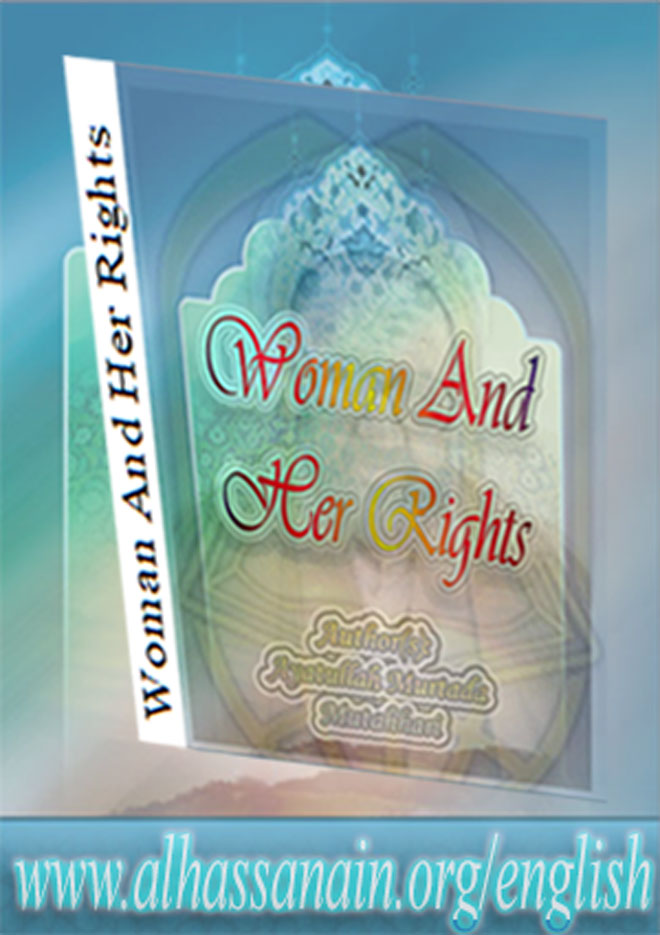 Woman And Her Rights
Woman And
Her Rights
Author(s):
Ayatullah Murtada
Mutahhari
www.alhassanain.org/english